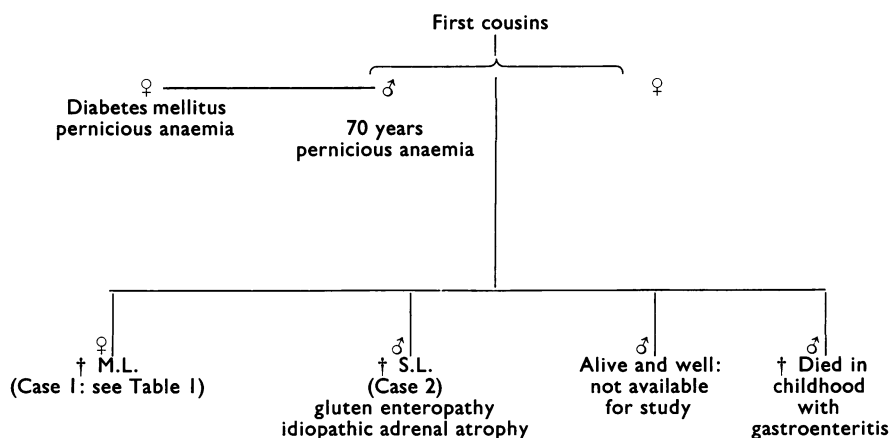 First cousins
♀
♂
♀
Diabetes mellitus
pernicious anaemia
70 years
pernicious anaemia
♀
† M.L.
(Case 1: see Table 1)
♂
† S.L.
(Case 2)
gluten enteropathy
idiopathic adrenal atrophy
♂
Alive and well:
not available
for study
♂
† Died in
childhood
with
gastroenteritis